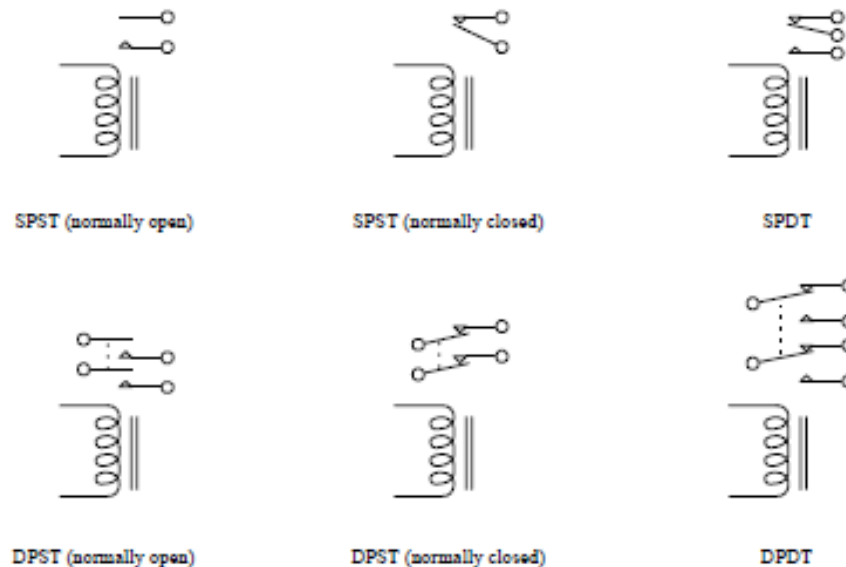 SPST (normally open)
SPST (normally closed)
SPDT
DPST (normally open)
DPST (normally closed)
DPDT